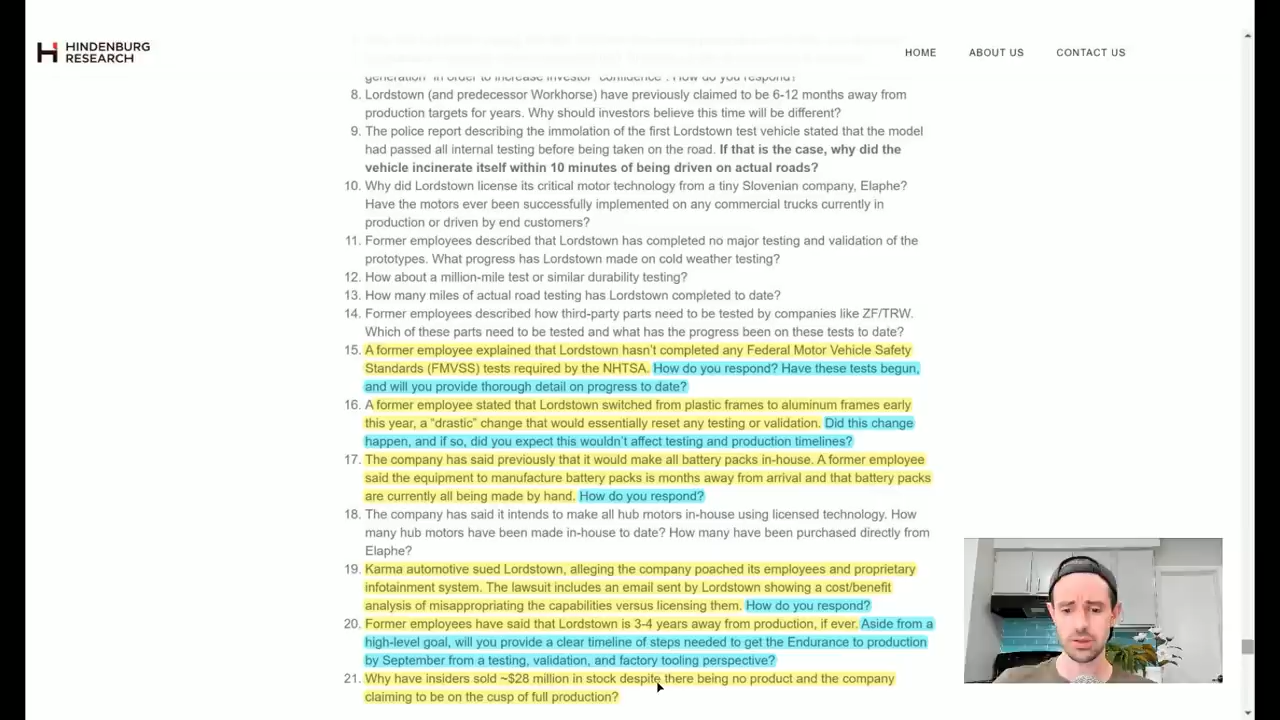 HINDENBURG
RESEARCH
HOME ABOUT US CONTACT US
generation" in order to increase investor "confidence". How do you respond?
8. Lordstown (and predecessor Workhorse) have previously claimed to be 6-12 months away from
production targets for years. Why should investors believe this time will be different?
9. The police report describing the immolation of the first Lordstown test vehicle stated that the model
had passed all internal testing before being taken on the road. If that is the case, why did the
vehicle incinerate itself within 10 minutes of being driven on actual roads?
10. Why did Lordstown license its critical motor technology from a tiny Slovenian company, Elaphe?
Have the motors ever been successfully implemented on any commercial trucks currently in
production or driven by end customers?
11. Former employees described that Lordstown has completed no major testing and validation of the
prototypes. What progress has Lordstown made on cold weather testing?
12. How about a million-mile test or similar durability testing?
13. How many miles of actual road testing has Lordstown completed to date?
14. Former employees described how third-party parts need to be tested by companies like ZF/TRW.
Which of these parts need to be tested and what has the progress been on these tests to date?
15. A former employee explained that Lordstown hasn't completed any Federal Motor Vehicle Safety
Standards (FMVSS) tests required by the NHTSA. How do you respond? Have these tests begun,
and will you provide thorough detail on progress to date?
16. A former employee stated that Lordstown switched from plastic frames to aluminum frames early
this year, a "drastic" change that would essentially reset any testing or validation. Did this change
happen, and if so, did you expect this wouldn't affect testing and production timelines?
17. The company has said previously that it would make all battery packs in-house. A former employee
said the equipment to manufacture battery packs is months away from arrival and that battery packs
are currently all being made by hand. How do you respond?
18. The company has said it intends to make all hub motors in-house using licensed technology. How
many hub motors have been made in-house to date? How many have been purchased directly from
Elaphe?
19. Karma automotive sued Lordstown, alleging the company poached its employees and proprietary
infotainment system. The lawsuit includes an email sent by Lordstown showing a cost/benefit
analysis of misappropriating the capabilities versus licensing them. How do you respond?
20. Former employees have said that Lordstown is 3-4 years away from production, if ever. Aside from a
high-level goal, will you provide a clear timeline of steps needed to get the Endurance to production
by September from a testing, validation, and factory tooling perspective?
21. Why have insiders sold ~$28 million in stock despite there being no product and the company
claiming to be on the cusp of full production?